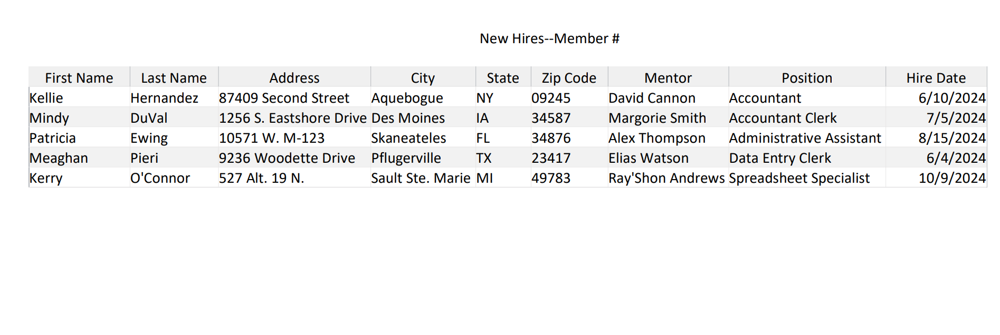 New Hires--Member #
First Name Last Name Address City State Zip Code Mentor Position Hire Date
Kellie Hernandez 87409 Second Street Aquebogue NY 09245 David Cannon Accountant 6/10/2024
Mindy DuVal 1256 S. Eastshore Drive Des Moines IA 34587 Margorie Smith Accountant Clerk 7/5/2024
Patricia Ewing 10571 W. M-123 Skaneateles FL 34876 Alex Thompson Administrative Assistant 8/15/2024
Meaghan Pieri 9236 Woodette Drive Pflugerville TX 23417 Elias Watson Data Entry Clerk 6/4/2024
Kerry O'Connor 527 Alt. 19 N. Sault Ste. Marie MI 49783 Ray'Shon Andrews Spreadsheet Specialist 10/9/2024